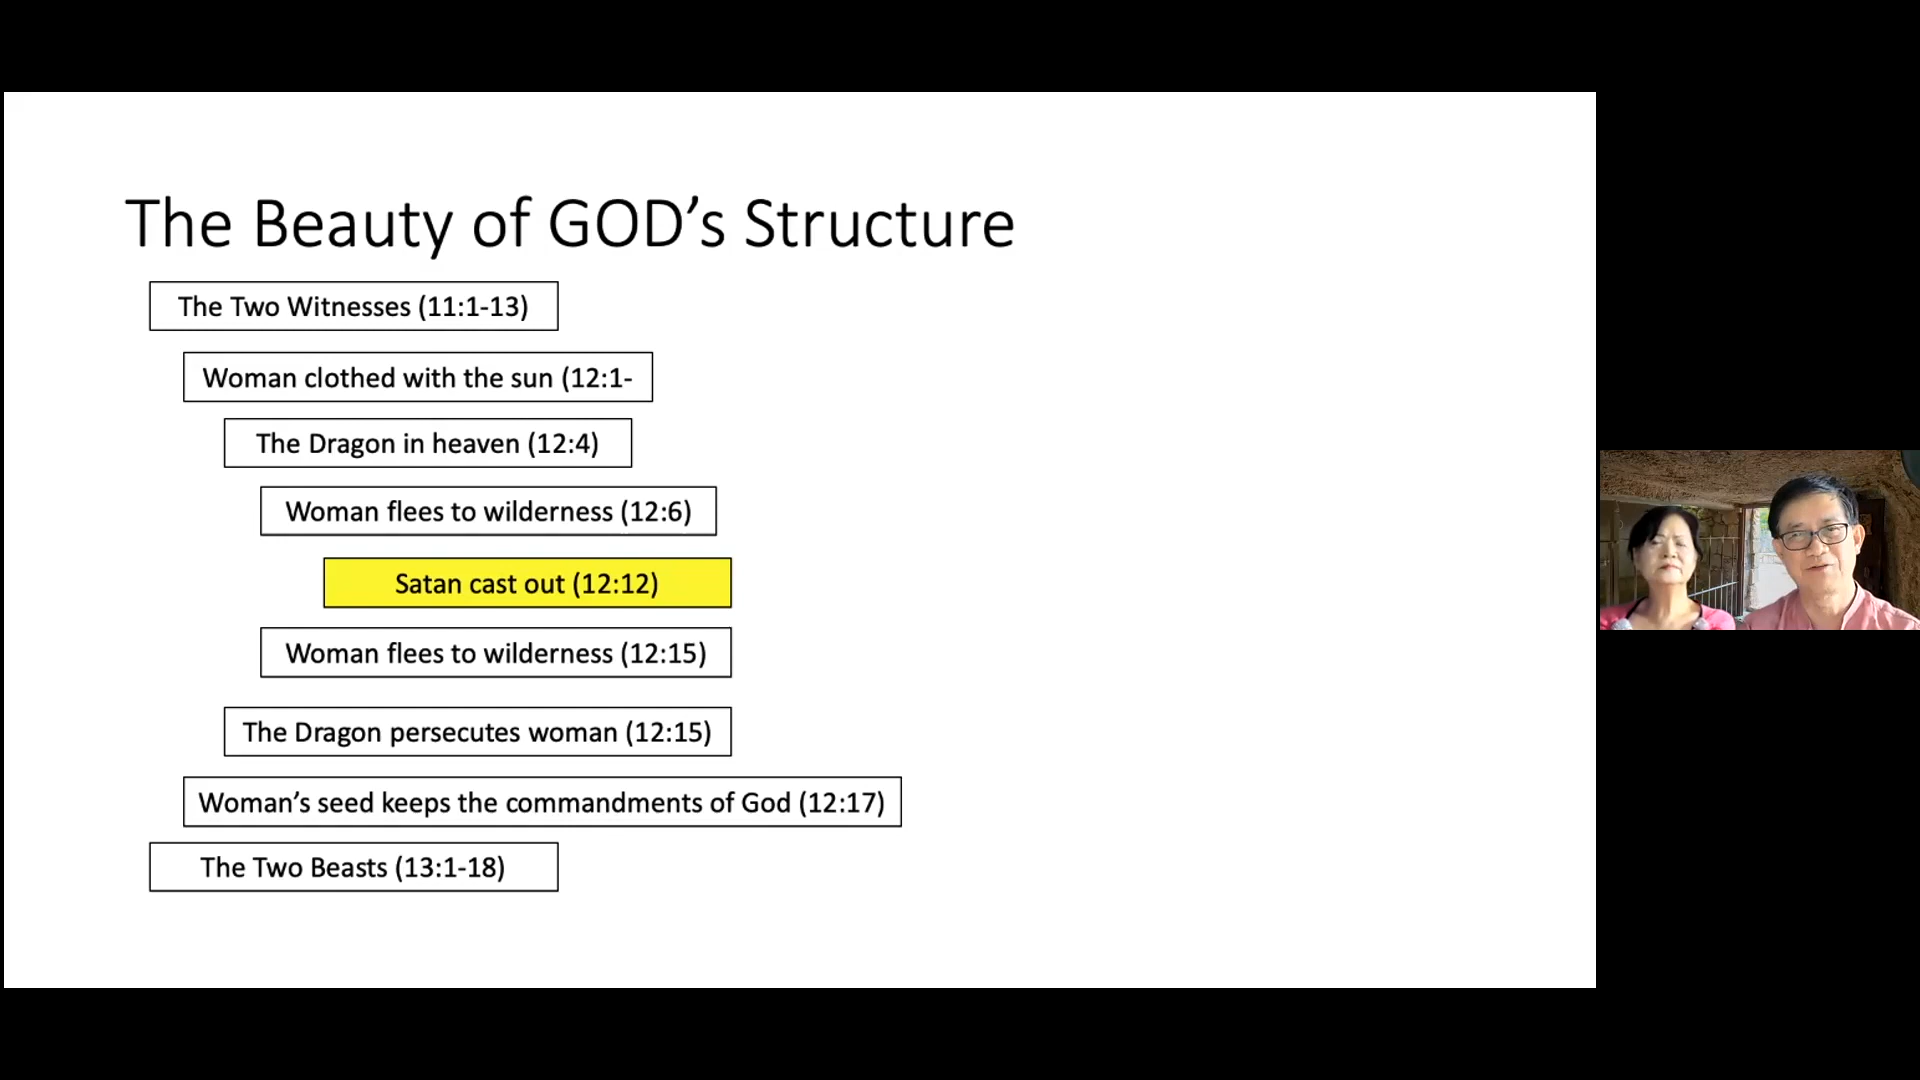 The Beauty of GOD’s Structure
The Two Witnesses (11:1-13)
Woman clothed with the sun (12:1-
The Dragon in heaven (12:4)
Woman flees to wilderness (12:6)
Satan cast out (12:12)
Woman flees to wilderness (12:15)
The Dragon persecutes woman (12:15)
Woman’s seed keeps the commandments of God (12:17)
The Two Beasts (13:1-18)